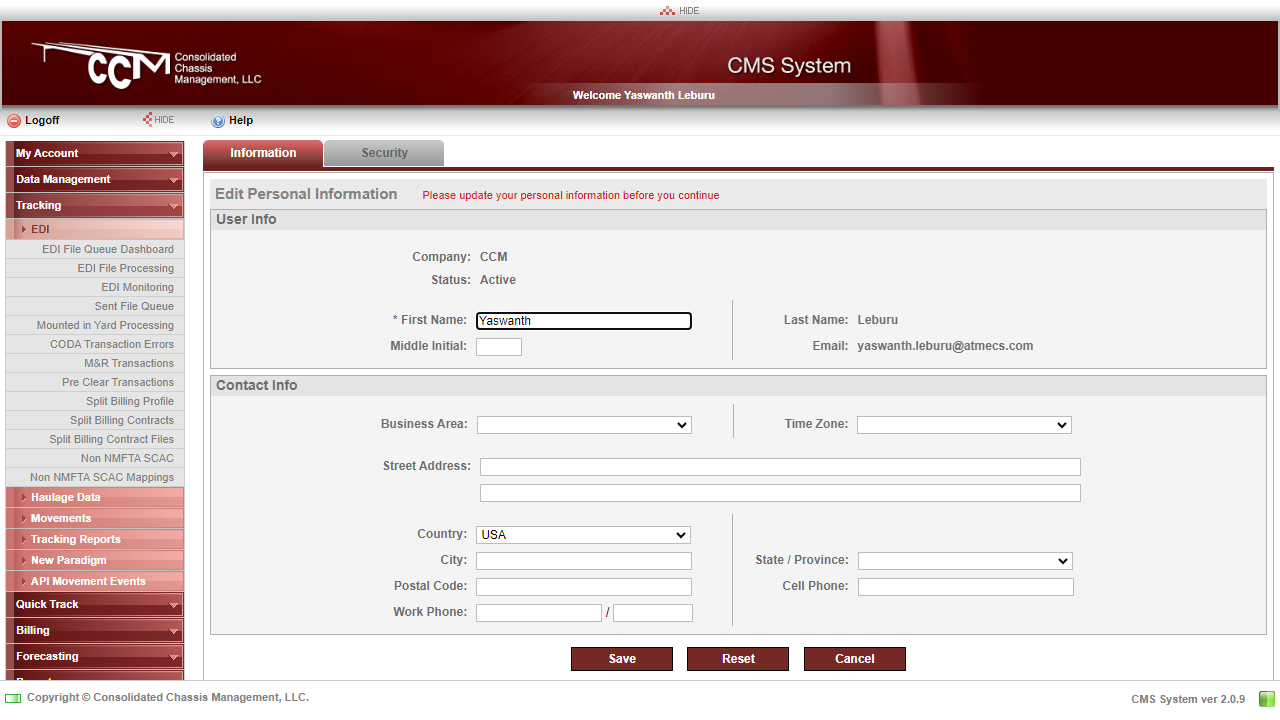 HIDE
CCM Consolidated
Chassis
Management, LLC
CMS System
Welcome Yaswanth Leburu
Logoff
HIDE
Help
My Account
Data Management
Tracking
EDI
EDI File Queue Dashboard
EDI File Processing
EDI Monitoring
Sent File Queue
Mounted in Yard Processing
CODA Transaction Errors
M&R Transactions
Pre Clear Transactions
Split Billing Profile
Split Billing Contracts
Split Billing Contract Files
Non NMFTA SCAC
Non NMFTA SCAC Mappings
Haulage Data
Movements
Tracking Reports
New Paradigm
API Movement Events
Quick Track
Billing
Forecasting
Information Security
Edit Personal Information Please update your personal information before you continue
User Info
Company: CCM
Status: Active
* First Name: Yaswanth Last Name: Leburu
Middle Initial: Email: yaswanth.leburu@atmecs.com
Contact Info
Business Area: Time Zone:
Street Address:
Country: USA
City: State / Province:
Postal Code: Cell Phone:
Work Phone: /
Save Reset Cancel
Copyright © Consolidated Chassis Management, LLC.
CMS System ver 2.0.9